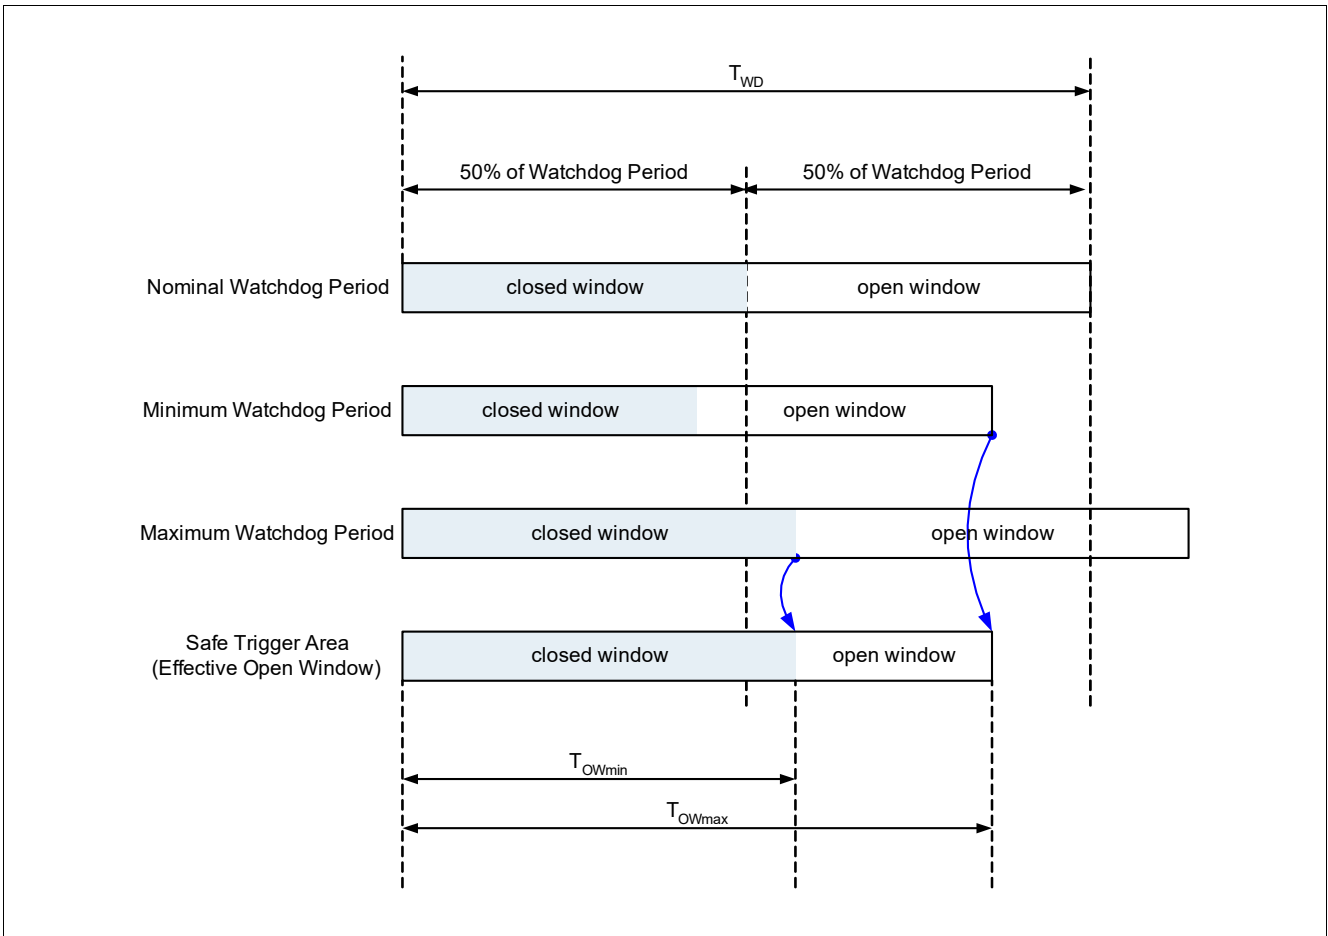 TWD
50% of Watchdog Period 50% of Watchdog Period
Nominal Watchdog Period closed window open window
Minimum Watchdog Period closed window open window
Maximum Watchdog Period closed window open window
Safe Trigger Area
(Effective Open Window) closed window open window
TOWmin
TOWmax